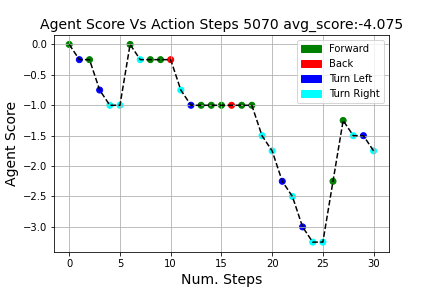 Agent Score Vs Action Steps 5070 avg_score:-4.075
Agent Score
0.0
−0.5
−1.0
−1.5
−2.0
−2.5
−3.0
Forward
Back
Turn Left
Turn Right
0 5 10 15 20 25 30
Num. Steps